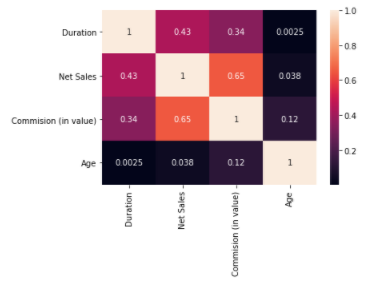 Duration 1 0.43 0.34 0.0025
Net Sales 0.43 1 0.65 0.038
Commision (in value) 0.34 0.65 1 0.12
Age 0.0025 0.038 0.12 1
Duration
Net Sales
Commision (in value)
Age
1.0
0.8
0.6
0.4
0.2